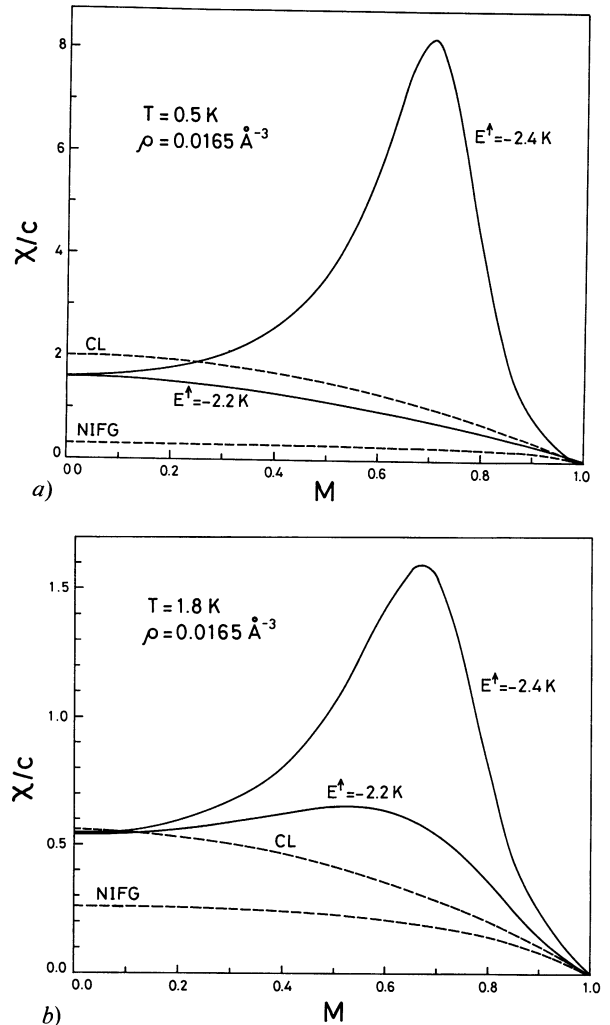 8
T = 0.5 K
ρ = 0.0165 Å⁻³
E↑=-2.4 K
6
χ/c
4
CL
2
E↑=-2.2 K
NIFG
0
0.0 0.2 0.4 0.6 0.8 1.0
a) M
1.5
T = 1.8 K
ρ = 0.0165 Å⁻³
E↑=-2.4 K
1.0
χ/c
E↑=-2.2 K
0.5
CL
NIFG
0.0
0.0 0.2 0.4 0.6 0.8 1.0
b) M